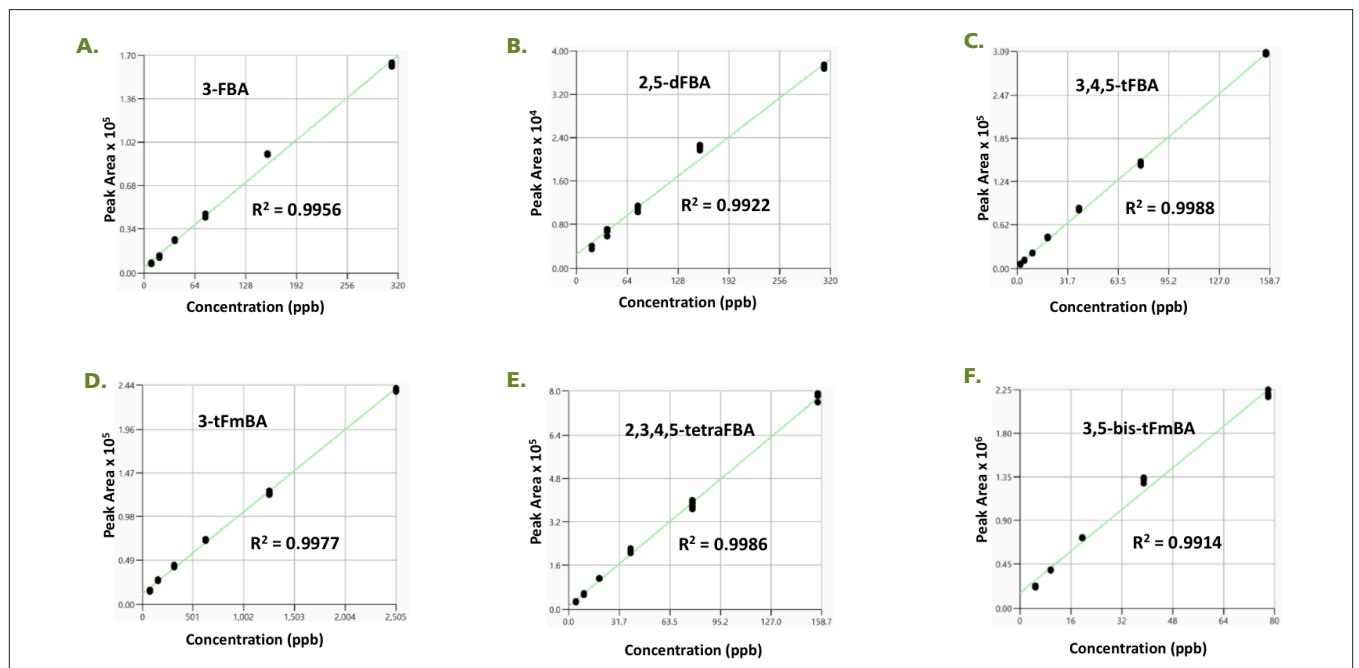 A.
3-FBA
R² = 0.9956
Peak Area x 10⁵
1.70
1.36
1.02
0.68
0.34
0.00
0 64 128 192 256 320
Concentration (ppb)
B.
2,5-dFBA
R² = 0.9922
Peak Area x 10⁴
4.00
3.20
2.40
1.60
0.80
0.00
0 64 128 192 256 320
Concentration (ppb)
C.
3,4,5-tFBA
R² = 0.9988
Peak Area x 10⁵
3.09
2.47
1.85
1.24
0.62
0.00
0.0 31.7 63.5 95.2 127.0 158.7
Concentration (ppb)
D.
3-tFmBA
R² = 0.9977
Peak Area x 10⁵
2.44
1.96
1.47
0.98
0.49
0.00
0 501 1,002 1,503 2,004 2,505
Concentration (ppb)
E.
2,3,4,5-tetraFBA
R² = 0.9986
Peak Area x 10⁵
8.0
6.4
4.8
3.2
1.6
0.0
0.0 31.7 63.5 95.2 127.0 158.7
Concentration (ppb)
F.
3,5-bis-tFmBA
R² = 0.9914
Peak Area x 10⁶
2.25
1.80
1.35
0.90
0.45
0.00
0 16 32 48 64 80
Concentration (ppb)